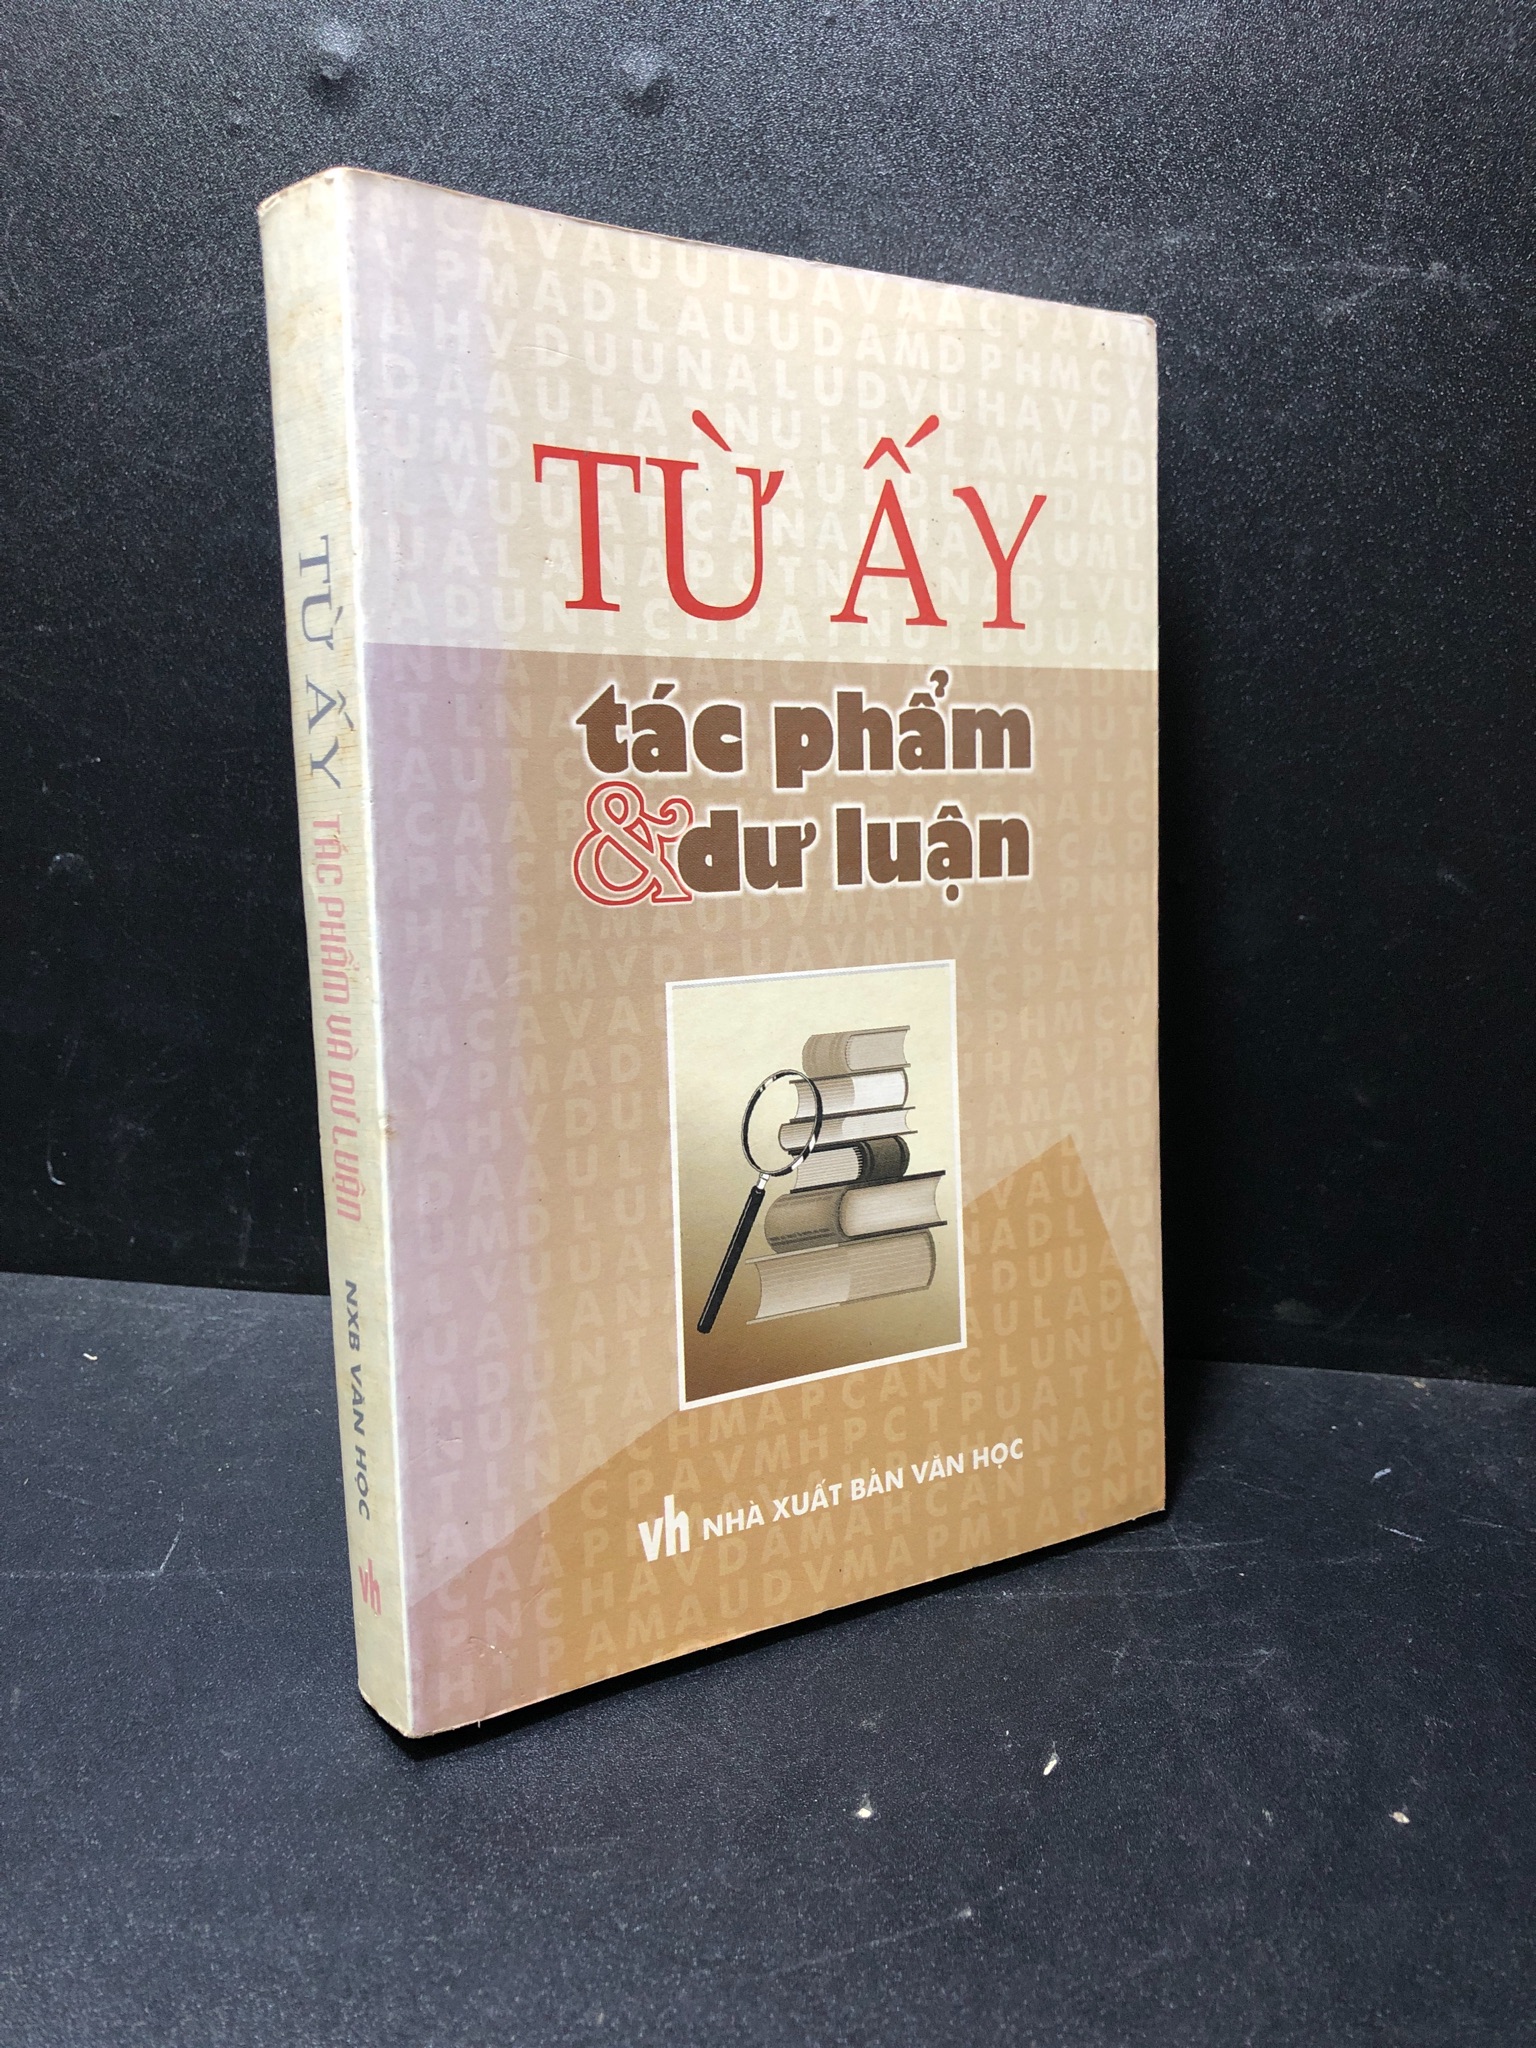 TỪ ẤY
tác phẩm
& dư luận
vh NHÀ XUẤT BẢN VĂN HỌC
TỪ ẤY TÁC PHẨM VÀ DƯ LUẬN NXB VĂN HỌC vh